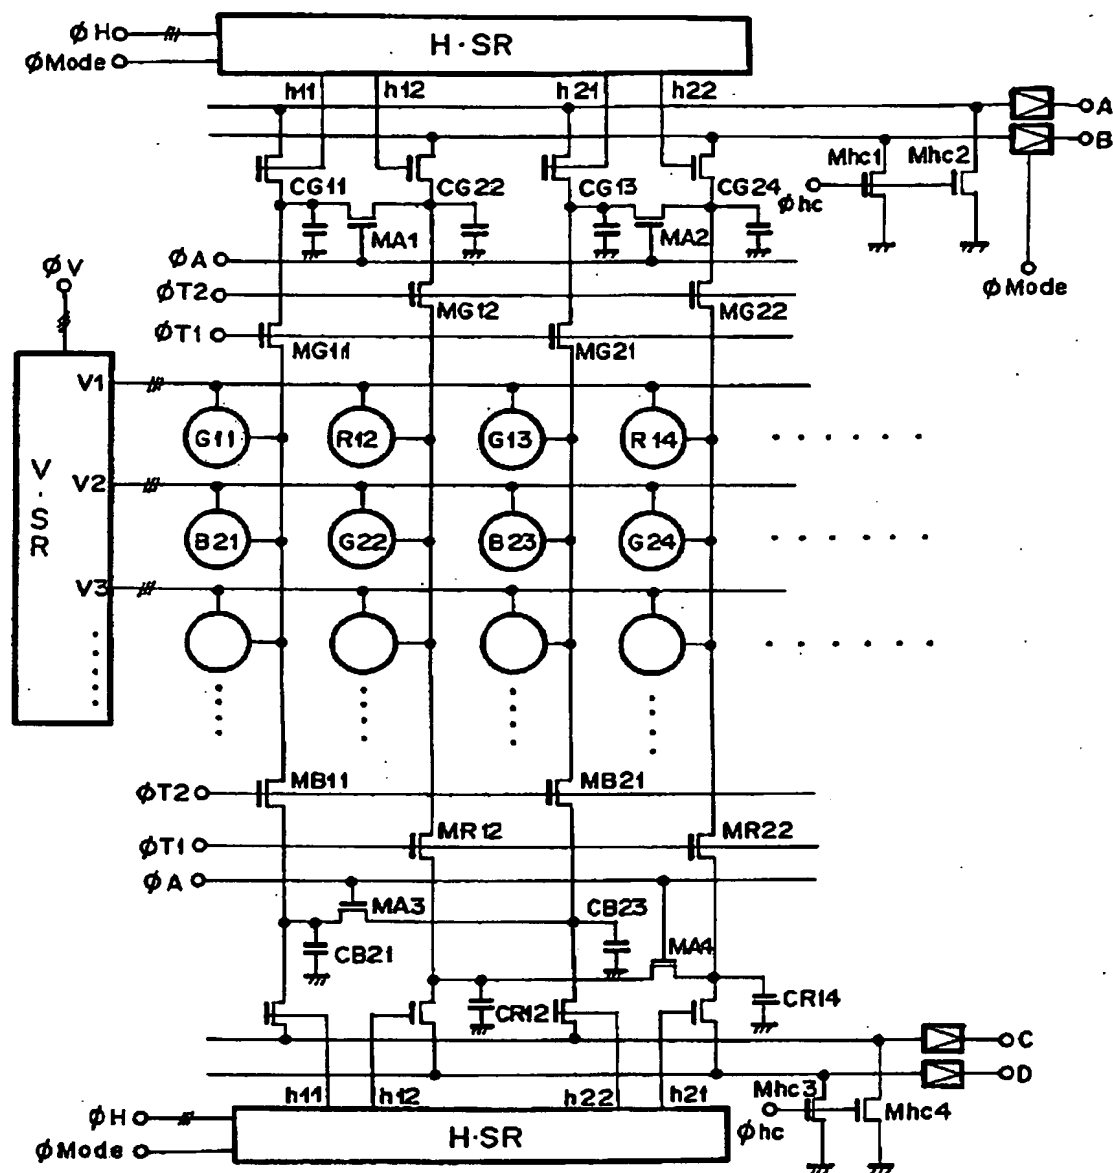 φH
H·SR
φMode
h11 h12 h21 h22
A
B
Mhc1 Mhc2
CG11 CG22 CG13 CG24
φhc
MA1 MA2
φA
φV
φT2
φMode
MG12 MG22
φT1
MG11 MG21
V1
G11 R12 G13 R14
V·SR
V2
B21 G22 B23 G24
V3
MB11 MB21
φT2
MR12 MR22
φT1
φA
MA3 CB23
MA4
CB21
CR12 CR14
C
D
h11 h12 h22 h21
Mhc3
Mhc4
φH
φhc
H·SR
φMode